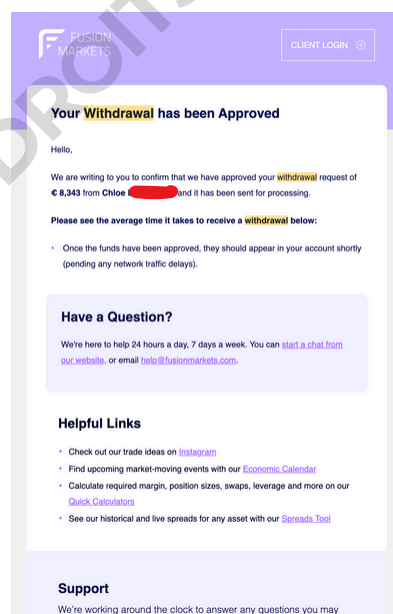 FUSION
MARKETS
CLIENT LOGIN
DROITS
Your Withdrawal has been Approved
Hello,
We are writing to you to confirm that we have approved your withdrawal request of
€ 8,343 from Chloe and it has been sent for processing.
Please see the average time it takes to receive a withdrawal below:
• Once the funds have been approved, they should appear in your account shortly
(pending any network traffic delays).
Have a Question?
We're here to help 24 hours a day, 7 days a week. You can start a chat from
our website, or email help@fusionmarkets.com.
Helpful Links
• Check out our trade ideas on Instagram
• Find upcoming market-moving events with our Economic Calendar
• Calculate required margin, position sizes, swaps, leverage and more on our
Quick Calculators
• See our historical and live spreads for any asset with our Spreads Tool
Support
We're working around the clock to answer any questions you may